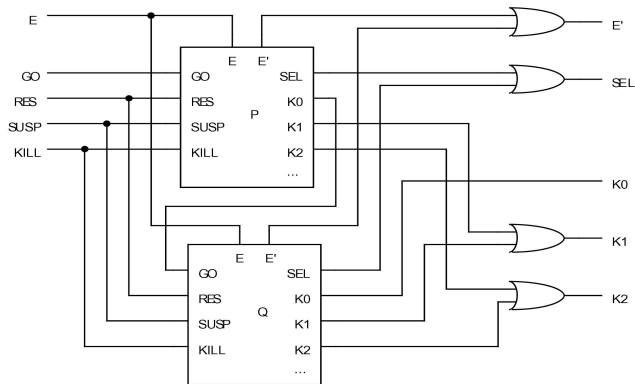 E
E'
E E'
GO GO SEL SEL
RES RES K0
P
SUSP SUSP K1
KILL KILL K2
...
K0
E E'
K1
GO SEL
RES K0 K2
Q
SUSP K1
KILL K2
...